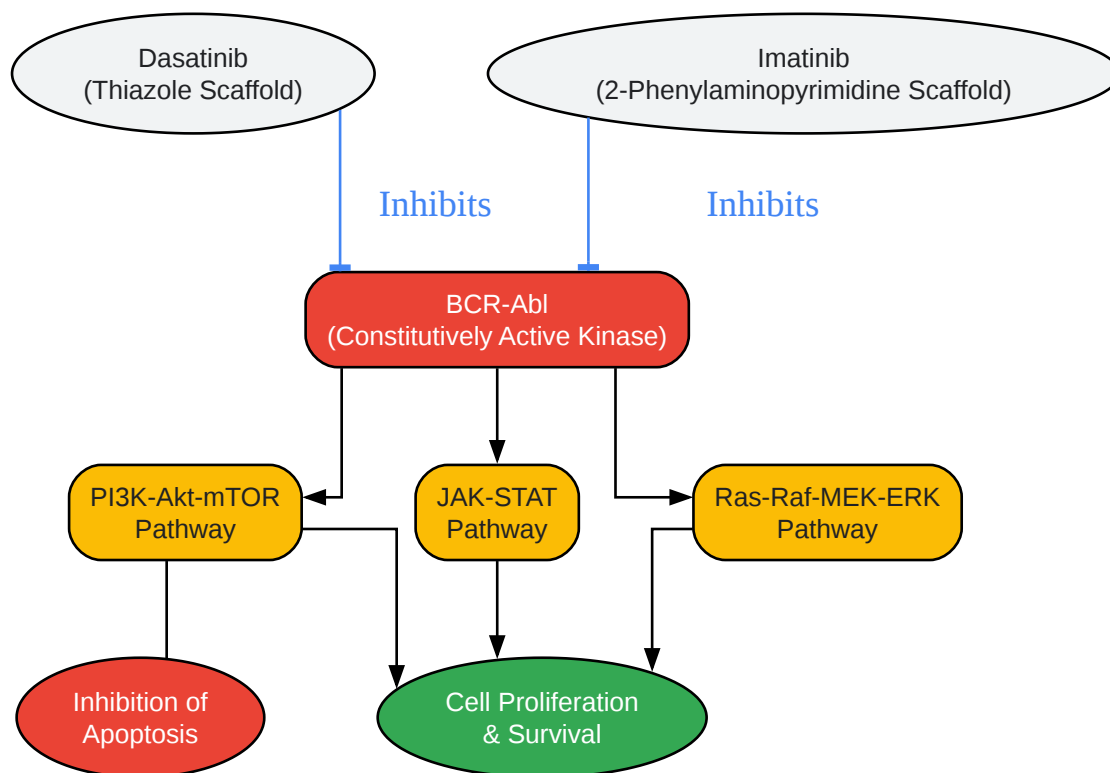 Dasatinib
(Thiazole Scaffold)
Imatinib
(2-Phenylaminopyrimidine Scaffold)
Inhibits
Inhibits
BCR-Abl
(Constitutively Active Kinase)
PI3K-Akt-mTOR
Pathway
JAK-STAT
Pathway
Ras-Raf-MEK-ERK
Pathway
Inhibition of
Apoptosis
Cell Proliferation
& Survival